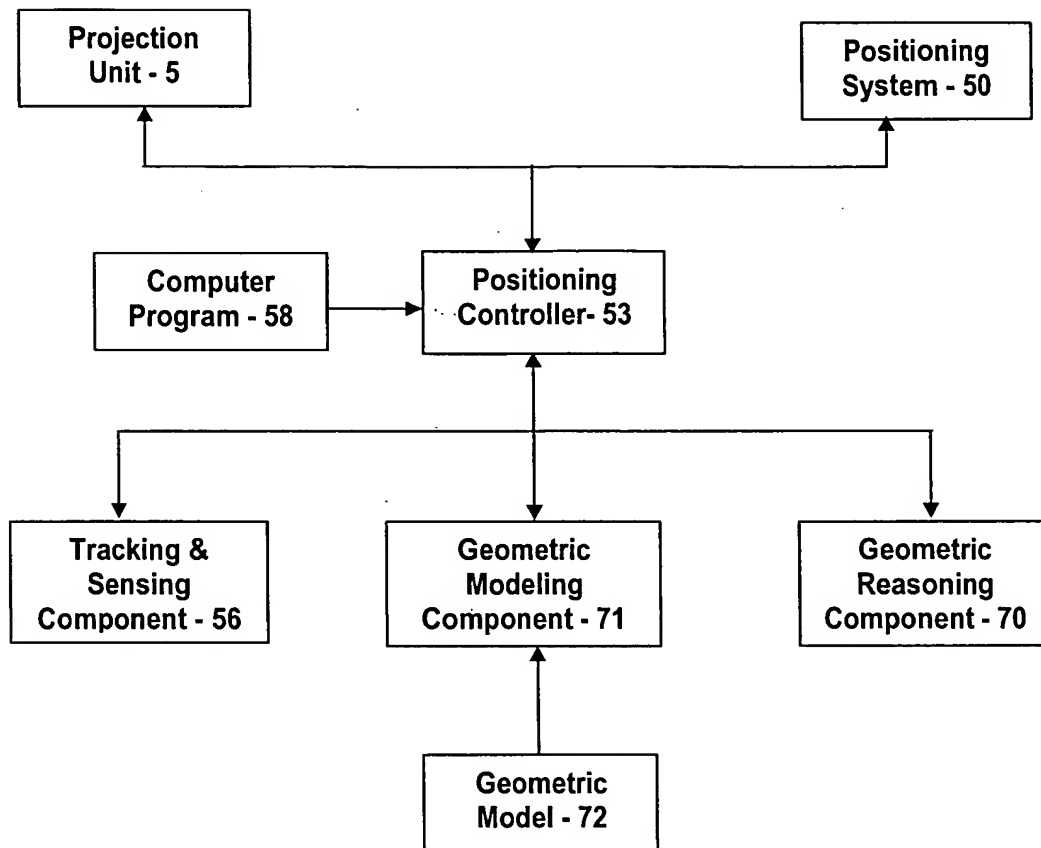 Projection
Unit - 5
Positioning
System - 50
Computer
Program - 58
Positioning
Controller- 53
Tracking &
Sensing
Component - 56
Geometric
Modeling
Component - 71
Geometric
Reasoning
Component - 70
Geometric
Model - 72